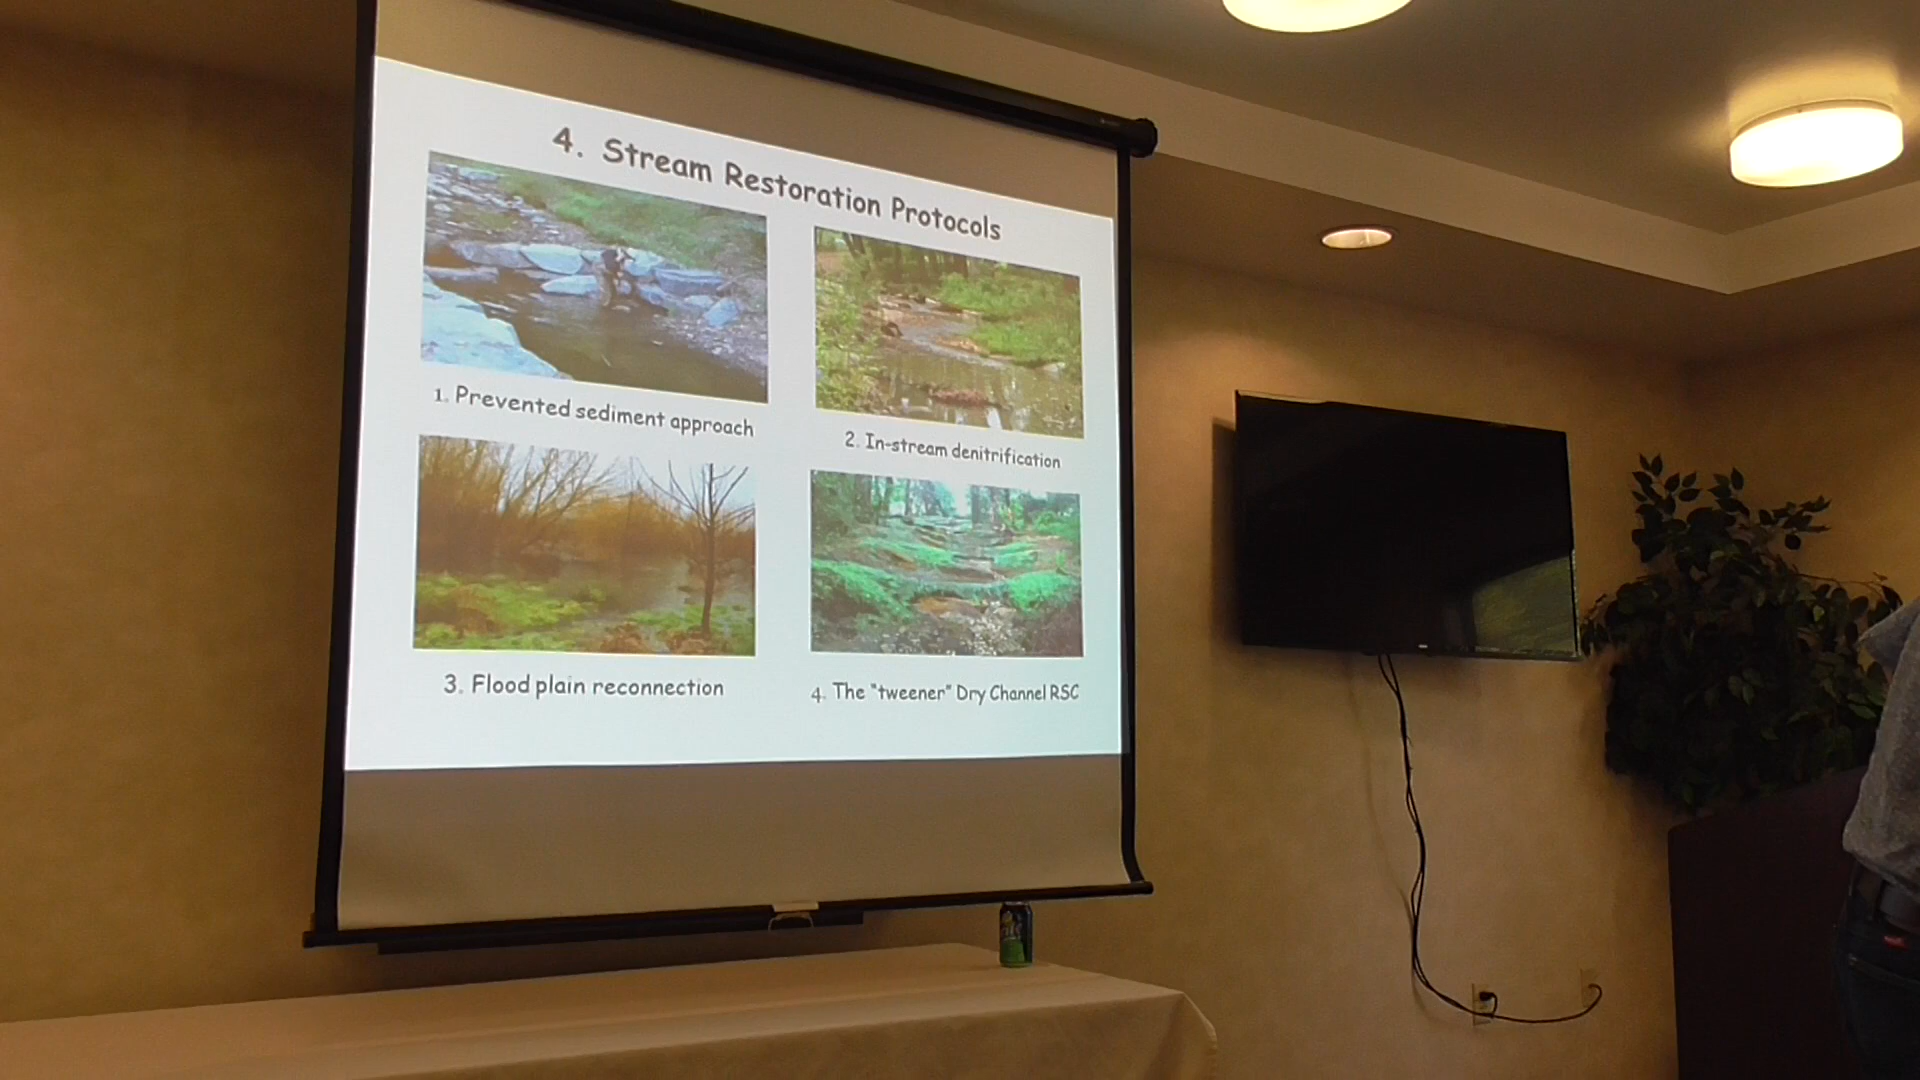 4. Stream Restoration Protocols
1. Prevented sediment approach
2. In-stream denitrification
3. Flood plain reconnection
4. The "tweener" Dry Channel RSC